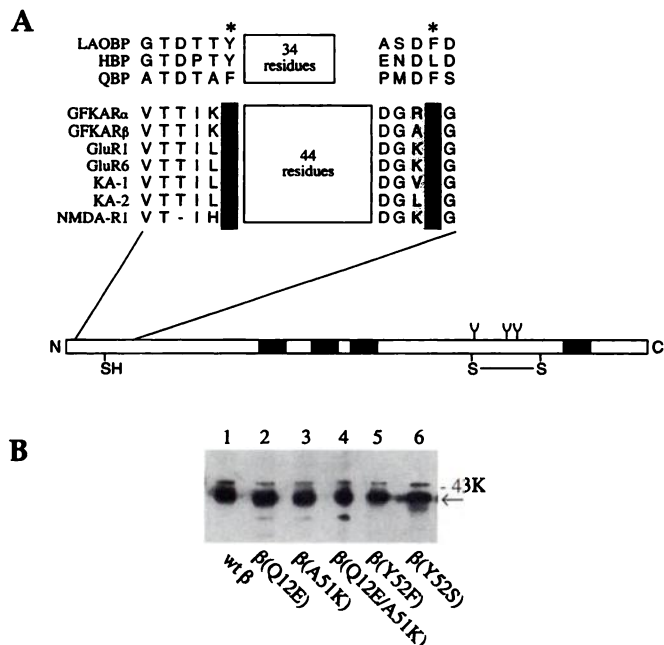 A
* *
LAOBP G T D T T Y 34 residues A S D F D
HBP G T D P T Y E N D L D
QBP A T D T A F P M D F S
GFKARα V T T I K 44 residues D G R G
GFKARβ V T T I K D G A G
GluR1 V T T I L D G K G
GluR6 V T T I L D G K G
KA-1 V T T I L D G V G
KA-2 V T T I L D G L G
NMDA-R1 V T - I H D G K G
Y Y Y
N C
SH S S
B
1 2 3 4 5 6
- 43K
←
wt β β(Q12E) β(A51K) β(Q12E/A51K) β(Y52F) β(Y52S)